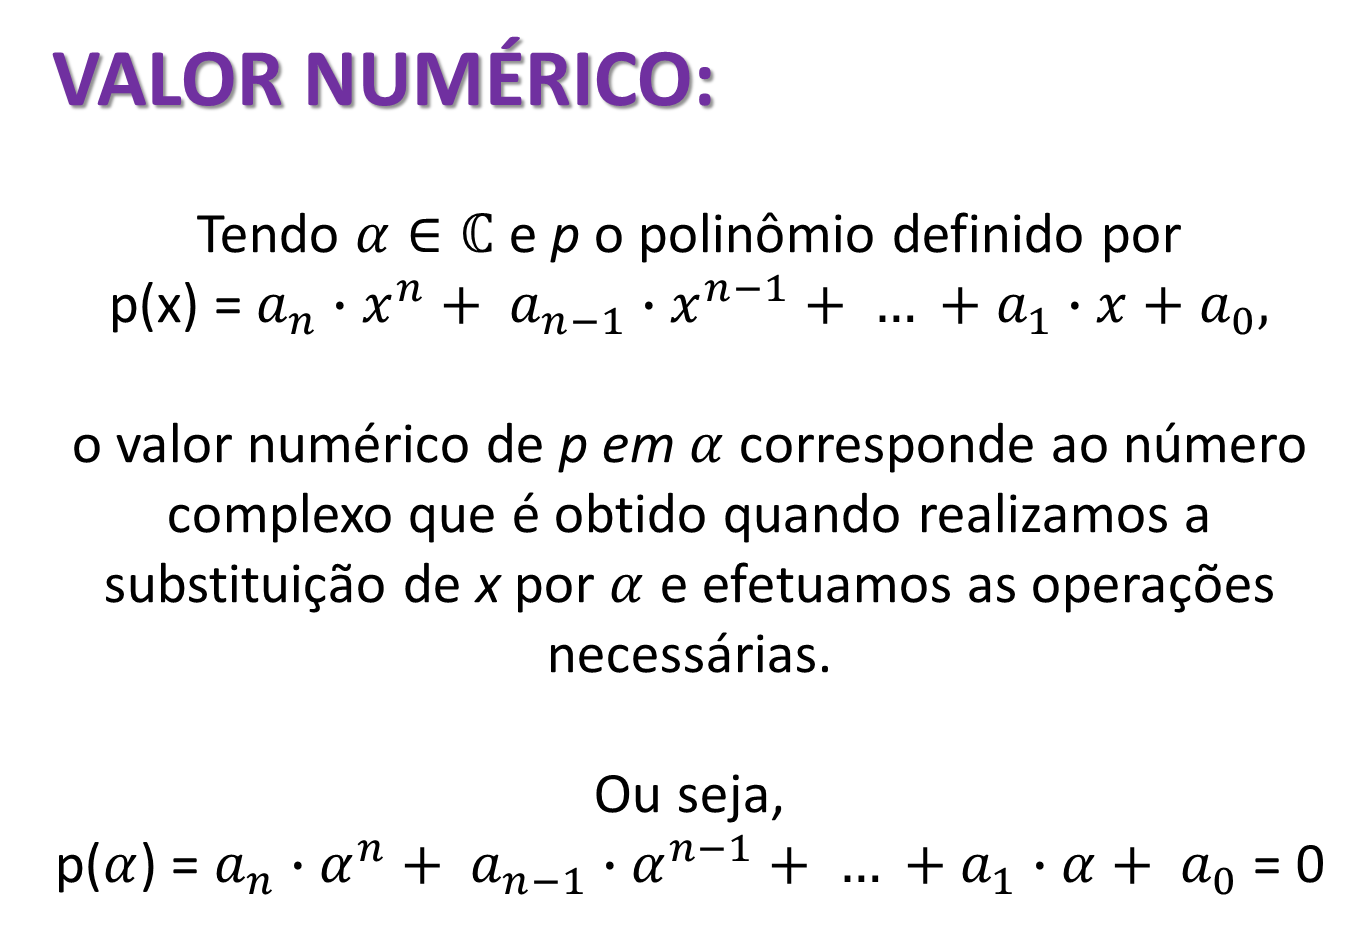 VALOR NUMÉRICO:
Tendo 𝛼 ∈ ℂ e p o polinômio definido por
p(x) = 𝑎ₙ · 𝑥ⁿ + 𝑎ₙ₋₁ · 𝑥ⁿ⁻¹ + … + 𝑎₁ · 𝑥 + 𝑎₀,
o valor numérico de p em 𝛼 corresponde ao número
complexo que é obtido quando realizamos a
substituição de x por 𝛼 e efetuamos as operações
necessárias.
Ou seja,
p(𝛼) = 𝑎ₙ · 𝛼ⁿ + 𝑎ₙ₋₁ · 𝛼ⁿ⁻¹ + … + 𝑎₁ · 𝛼 + 𝑎₀ = 0